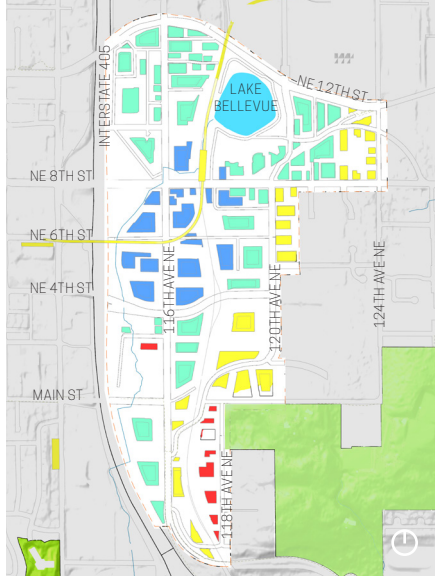 LAKE
BELLEVUE
NE 12TH ST
INTERSTATE 405
NE 8TH ST
NE 6TH ST
116TH AVE NE
120TH AVE NE
124TH AVE NE
NE 4TH ST
MAIN ST
118TH AVE NE